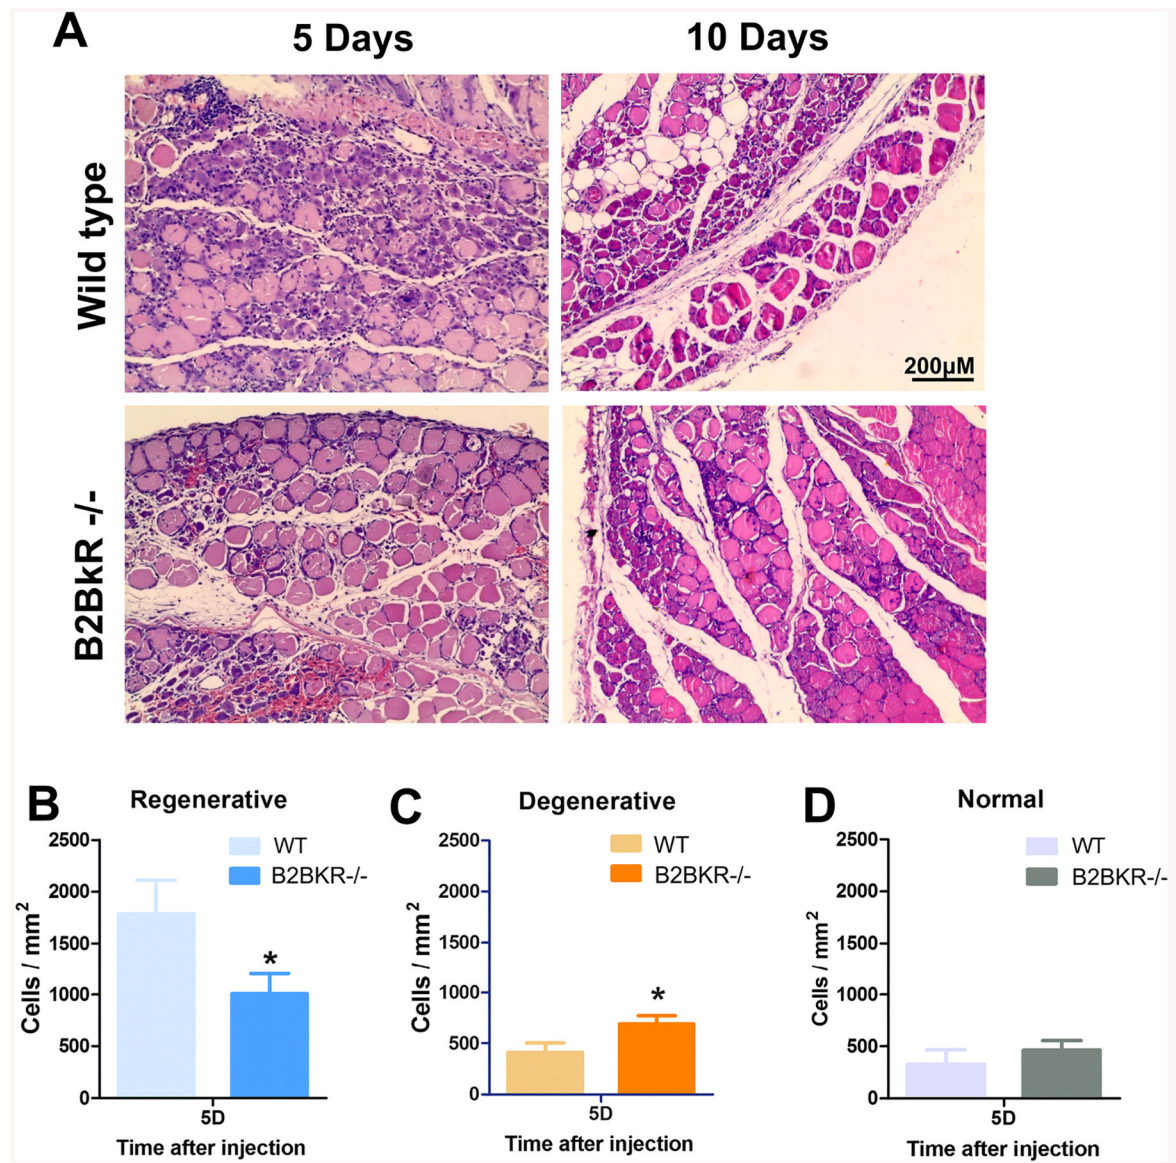 A
5 Days
10 Days
Wild type
200µM
B2BkR -/-
B
Regenerative
2500
2000
1500
1000
500
0
Cells / mm2
WT
B2BKR-/-
*
5D
Time after injection
C
Degenerative
2500
2000
1500
1000
500
0
Cells / mm2
WT
B2BKR-/-
*
5D
Time after injection
D
Normal
2500
2000
1500
1000
500
0
Cells / mm2
WT
B2BKR-/-
5D
Time after injection